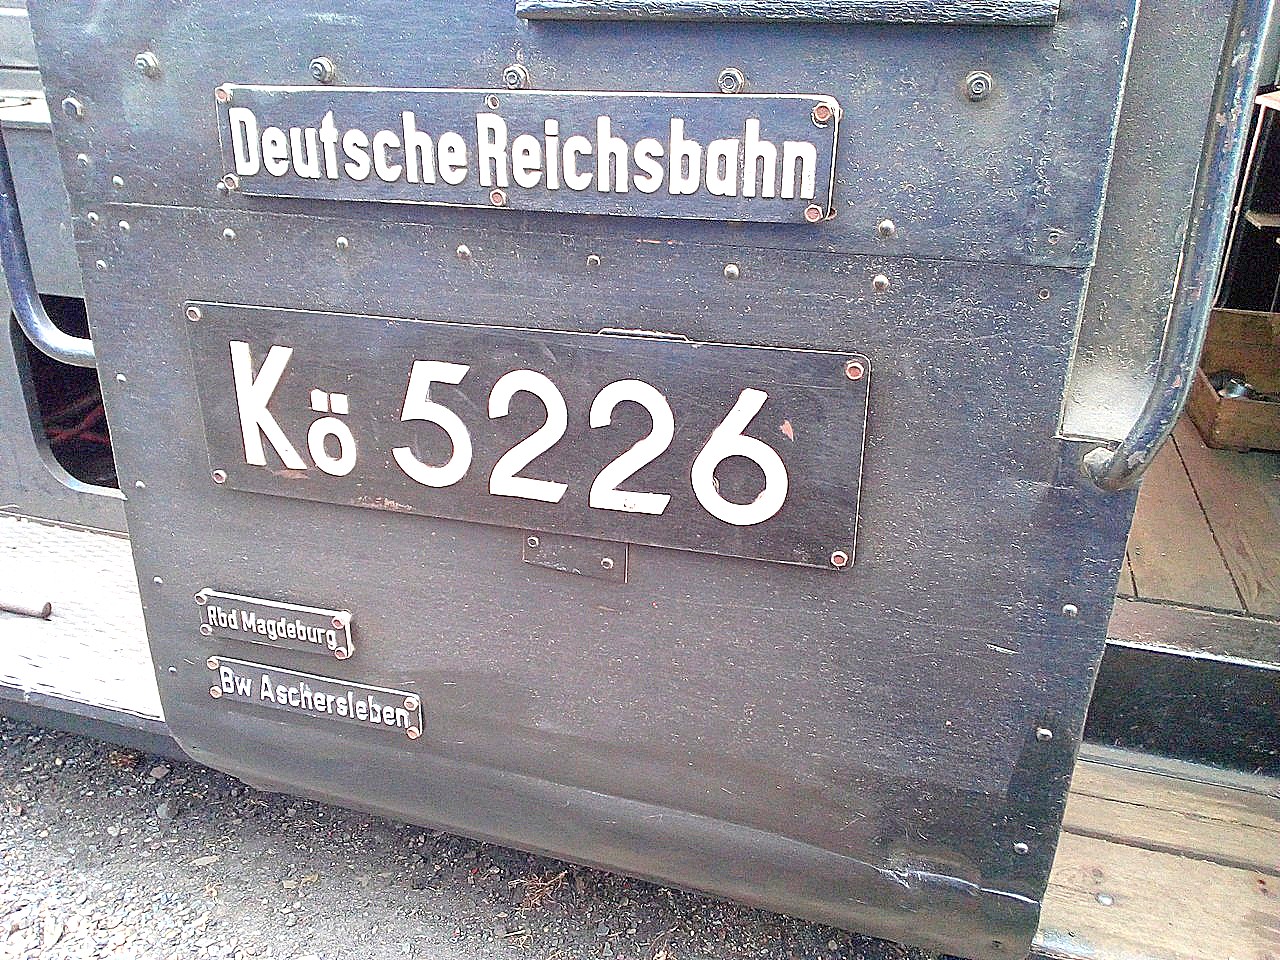 Deutsche Reichsbahn
Kö 5226
Rbd Magdeburg
Bw Aschersleben